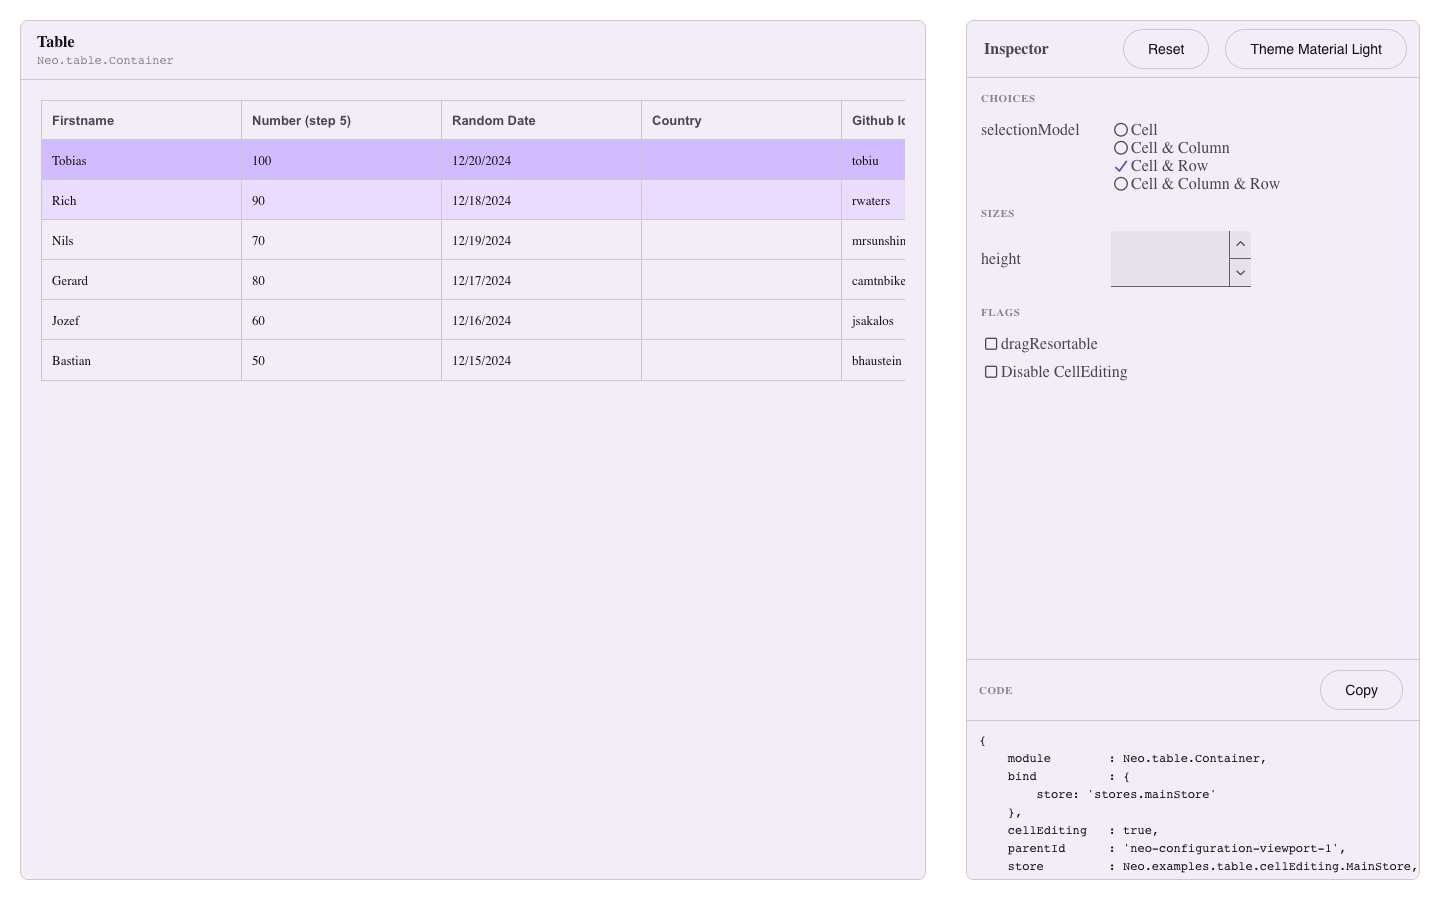 Table
Neo.table.Container
Firstname Number (step 5) Random Date Country Github Id
Tobias 100 12/20/2024 tobiu
Rich 90 12/18/2024 rwaters
Nils 70 12/19/2024 mrsunshin
Gerard 80 12/17/2024 camtnbike
Jozef 60 12/16/2024 jsakalos
Bastian 50 12/15/2024 bhaustein
Inspector Reset Theme Material Light
CHOICES
selectionModel Cell
Cell & Column
Cell & Row
Cell & Column & Row
SIZES
height
FLAGS
dragResortable
Disable CellEditing
CODE Copy
{
    module        : Neo.table.Container,
    bind          : {
        store: 'stores.mainStore'
    },
    cellEditing   : true,
    parentId      : 'neo-configuration-viewport-1',
    store         : Neo.examples.table.cellEditing.MainStore,